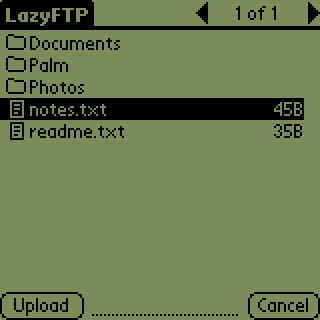 LazyFTP 1 of 1
Documents
Palm
Photos
notes.txt 45B
readme.txt 35B
Upload Cancel